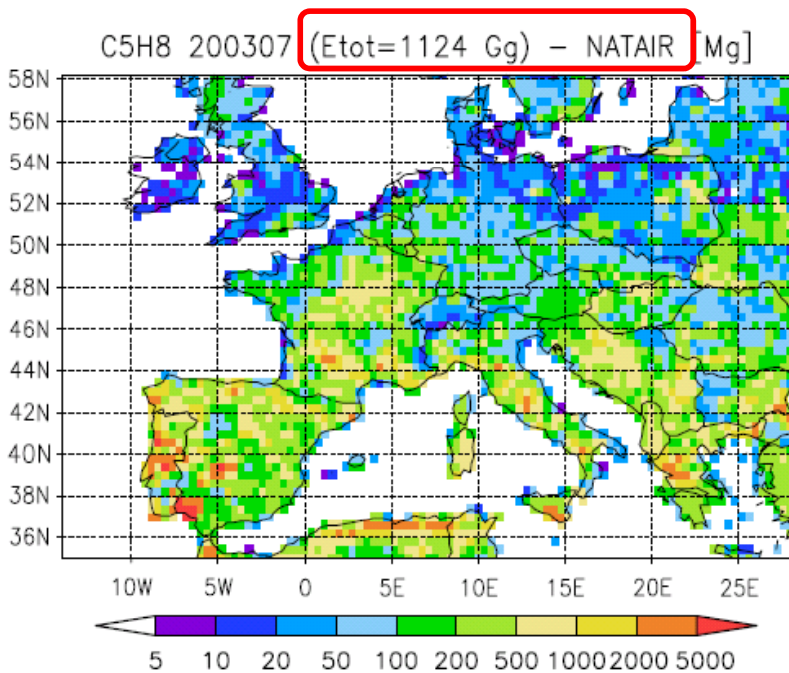 C5H8 200307 (Etot=1124 Gg) – NATAIR [Mg]
58N
56N
54N
52N
50N
48N
46N
44N
42N
40N
38N
36N
10W 5W 0 5E 10E 15E 20E 25E
5 10 20 50 100 200 500 1000 2000 5000